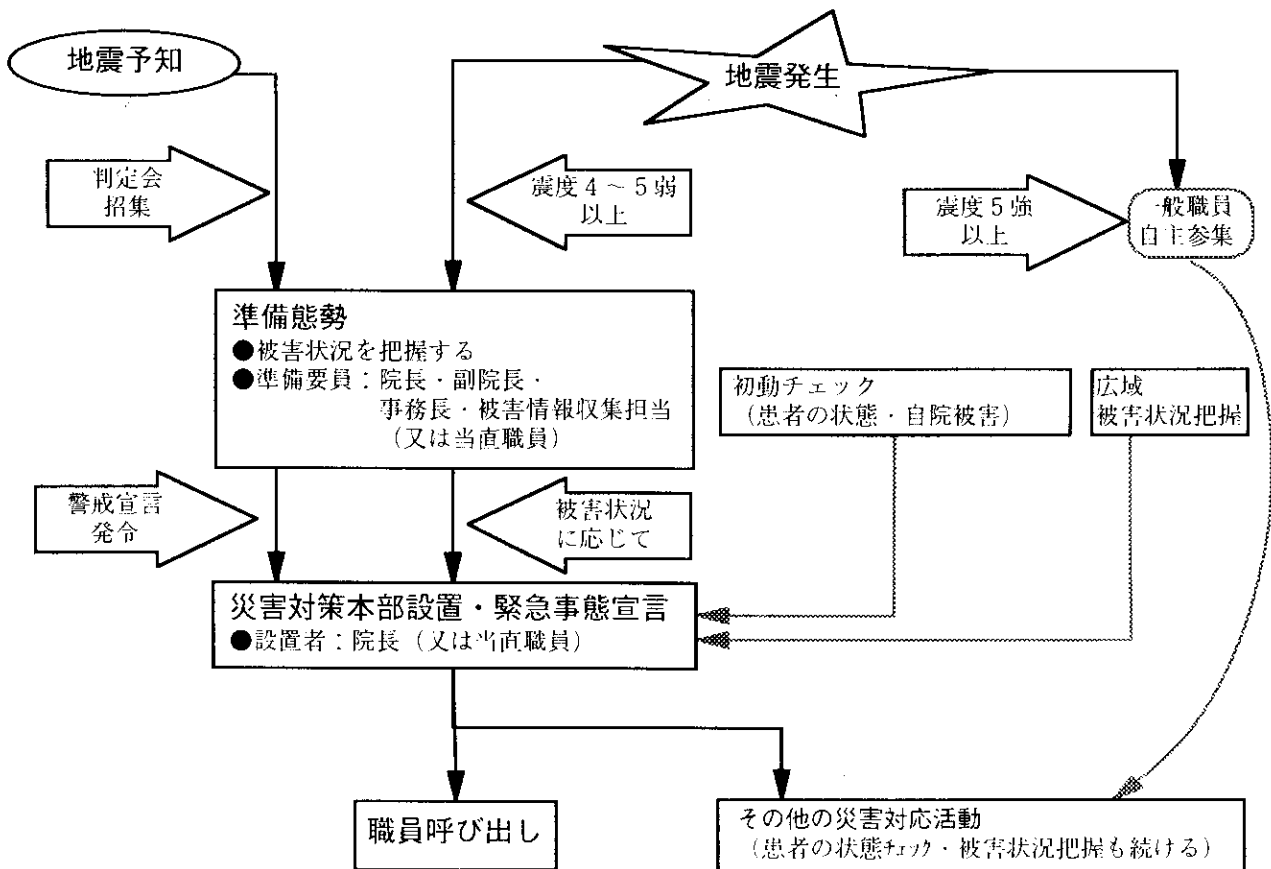 地震予知
地震発生
判定会
招集
震度4～5弱
以上
震度5強
以上
一般職員
自主参集
準備態勢
●被害状況を把握する
●準備要員：院長・副院長・
事務長・被害情報収集担当
（又は当直職員）
初動チェック
（患者の状態・自院被害）
広域
被害状況把握
警戒宣言
発令
被害状況
に応じて
災害対策本部設置・緊急事態宣言
●設置者：院長（又は当直職員）
職員呼び出し
その他の災害対応活動
（患者の状態ﾁｪｯｸ・被害状況把握も続ける）